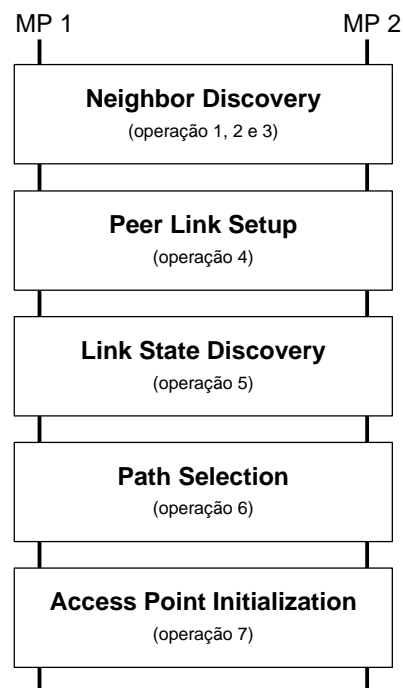 MP 1 MP 2
Neighbor Discovery
(operação 1, 2 e 3)
Peer Link Setup
(operação 4)
Link State Discovery
(operação 5)
Path Selection
(operação 6)
Access Point Initialization
(operação 7)